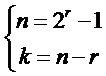 n = 2^r − 1
k = n − r